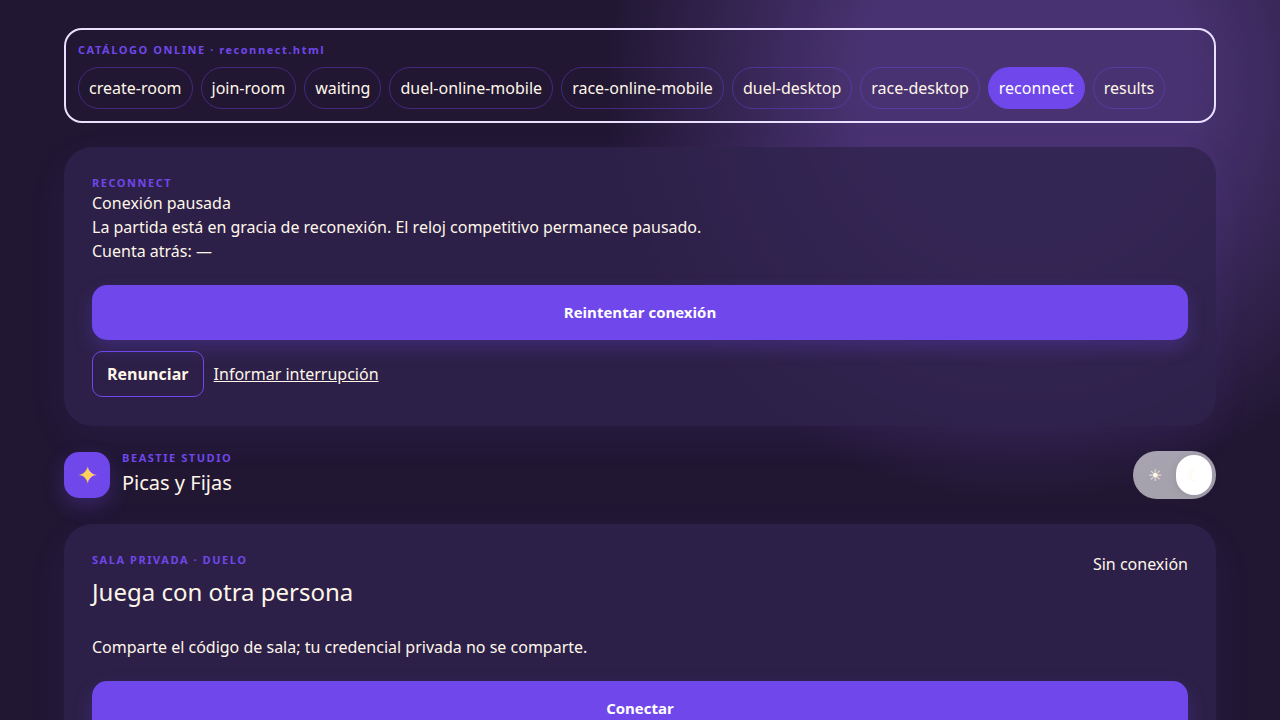 CATÁLOGO ONLINE · reconnect.html
create-room join-room waiting duel-online-mobile race-online-mobile duel-desktop race-desktop reconnect results
RECONNECT
Conexión pausada
La partida está en gracia de reconexión. El reloj competitivo permanece pausado.
Cuenta atrás: —
Reintentar conexión
Renunciar Informar interrupción
BEASTIE STUDIO
Picas y Fijas
SALA PRIVADA · DUELO
Sin conexión
Juega con otra persona
Comparte el código de sala; tu credencial privada no se comparte.
Conectar